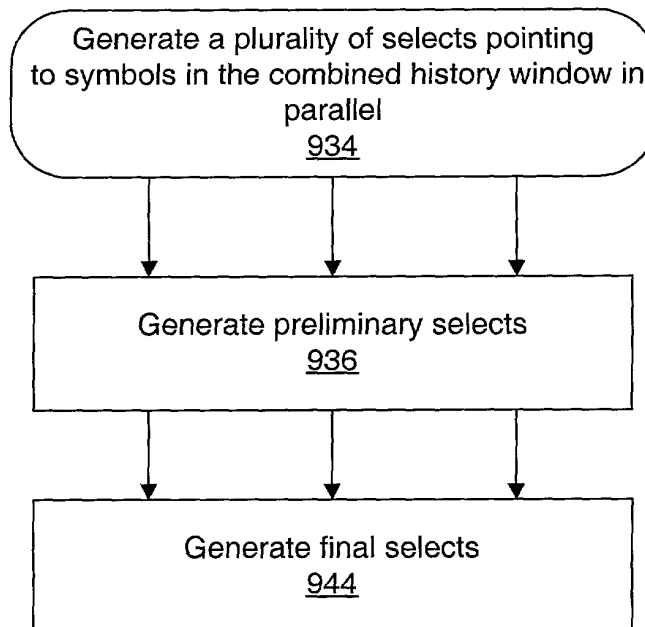 Generate a plurality of selects pointing
to symbols in the combined history window in
parallel
934
Generate preliminary selects
936
Generate final selects
944